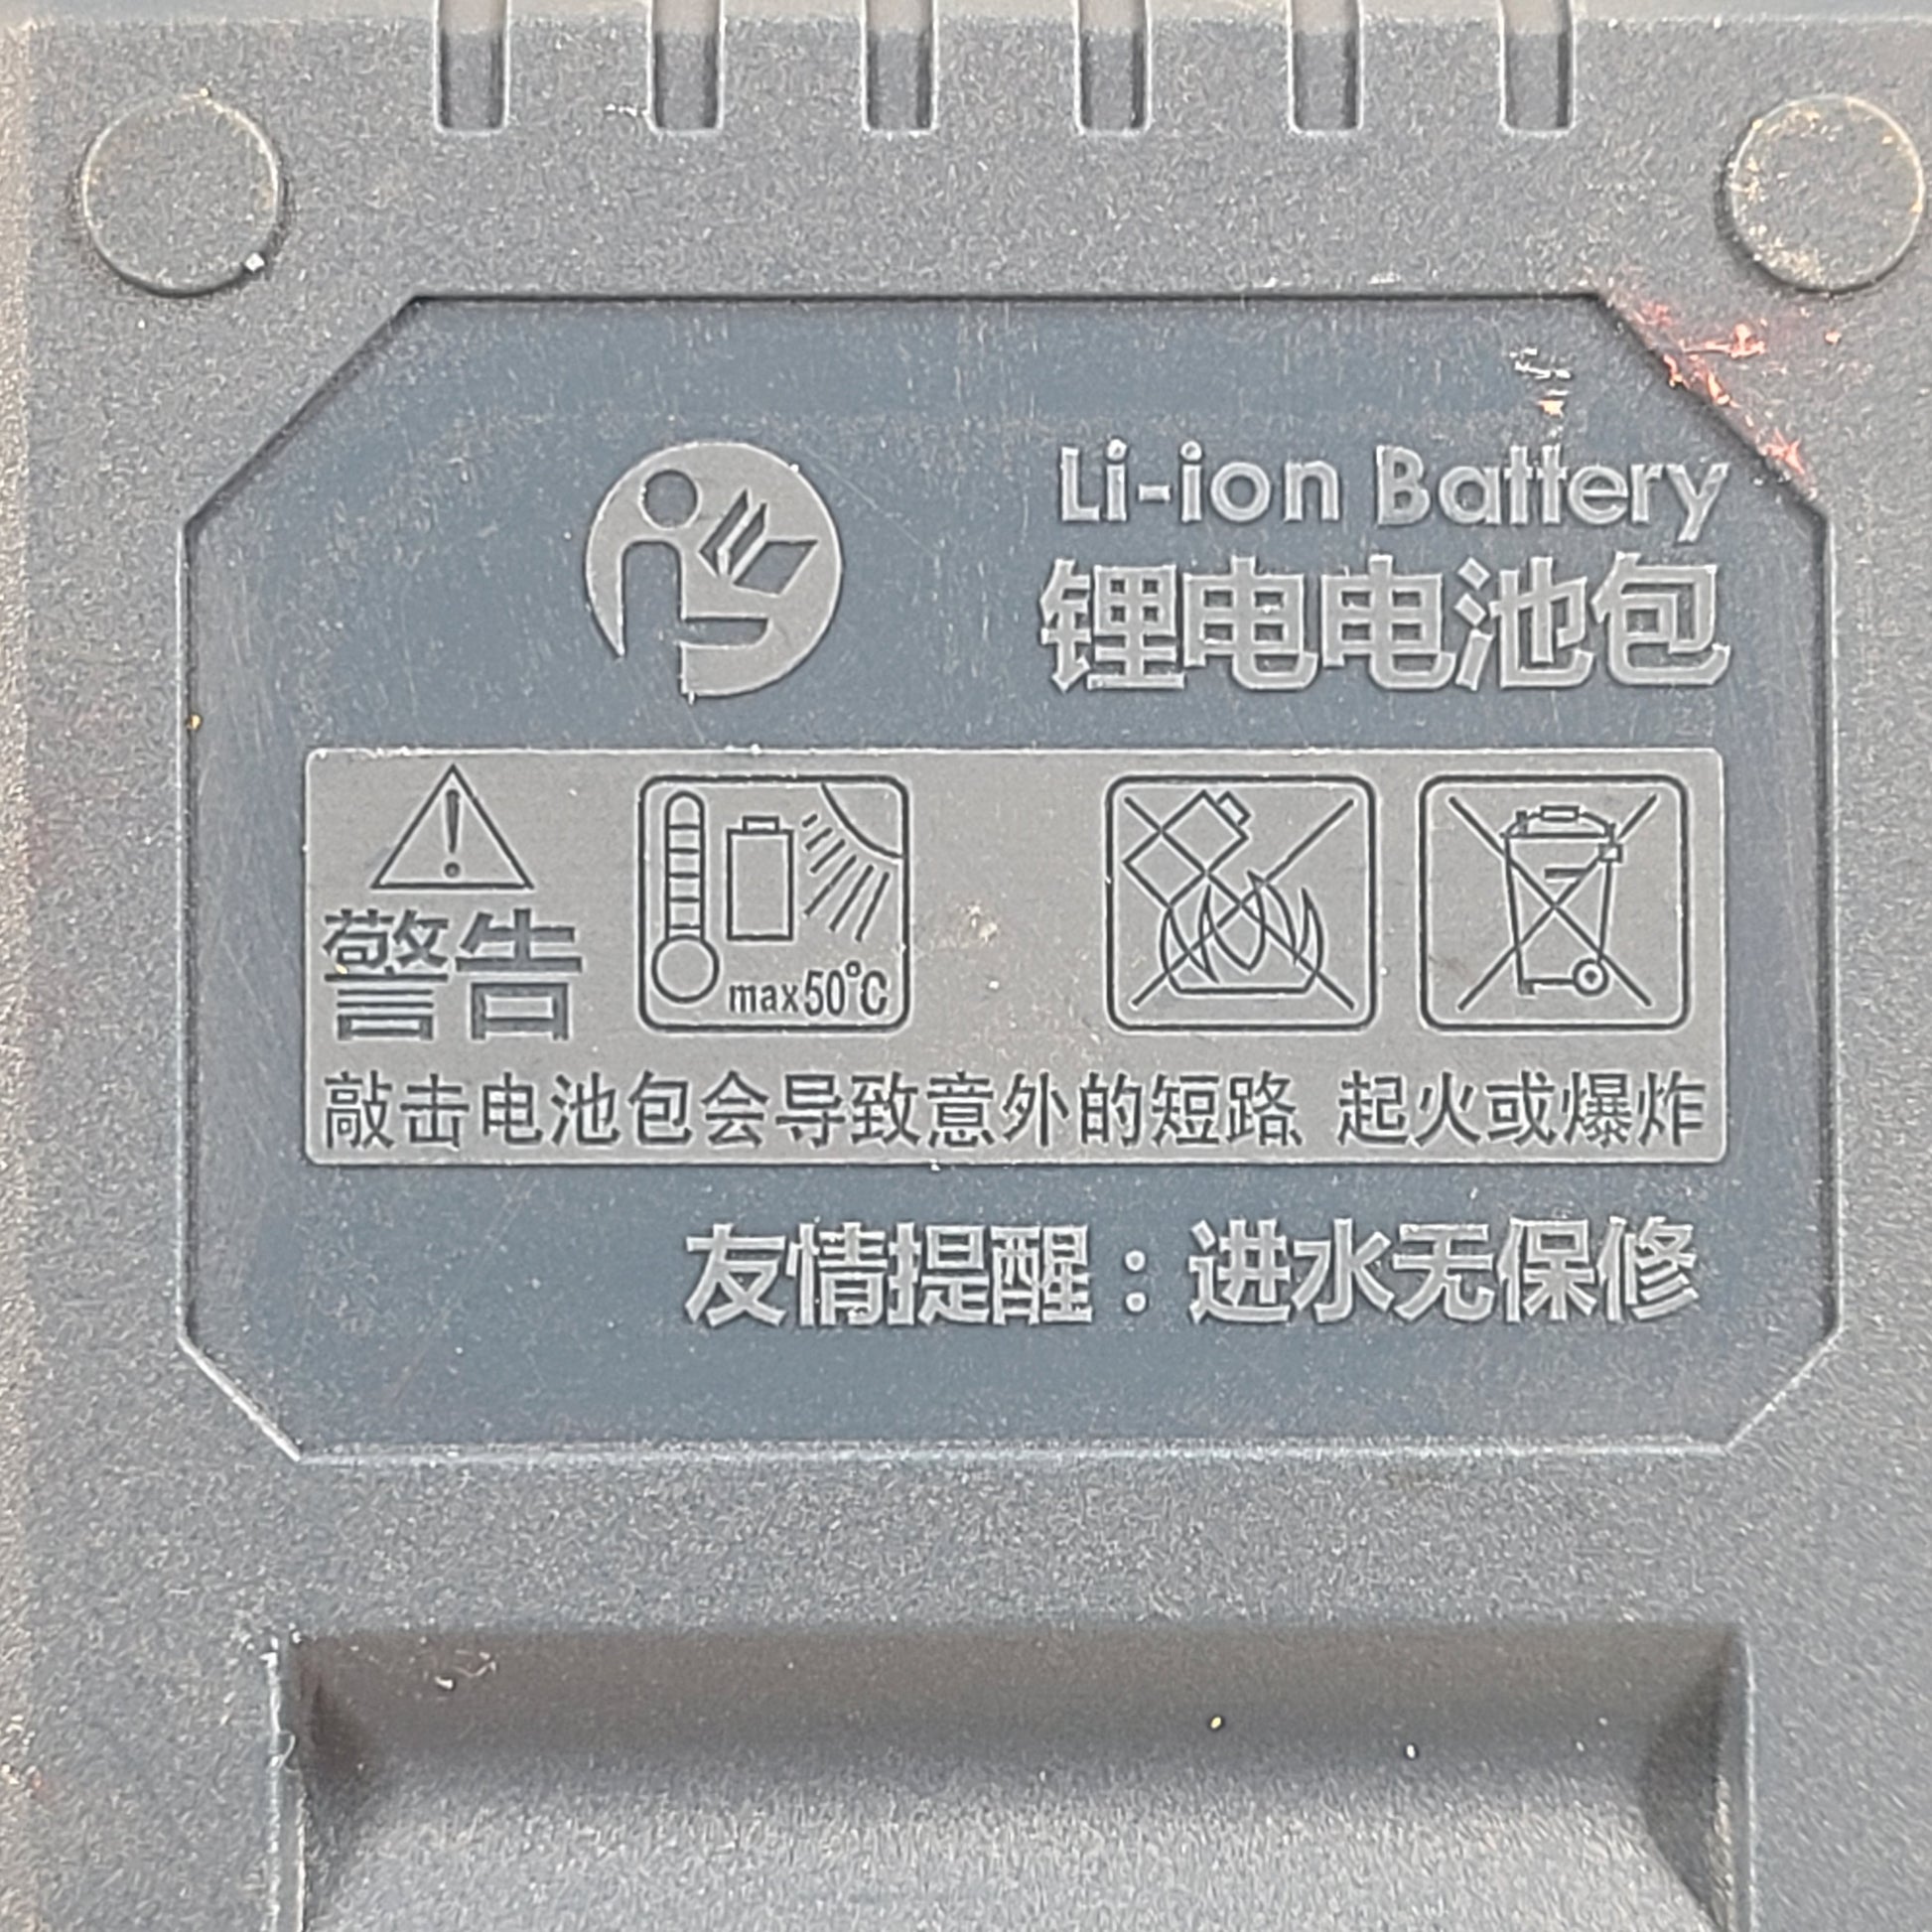 Li-ion Battery
锂电电池包
max50℃
警告
敲击电池包会导致意外的短路、起火或爆炸
友情提醒：进水无保修